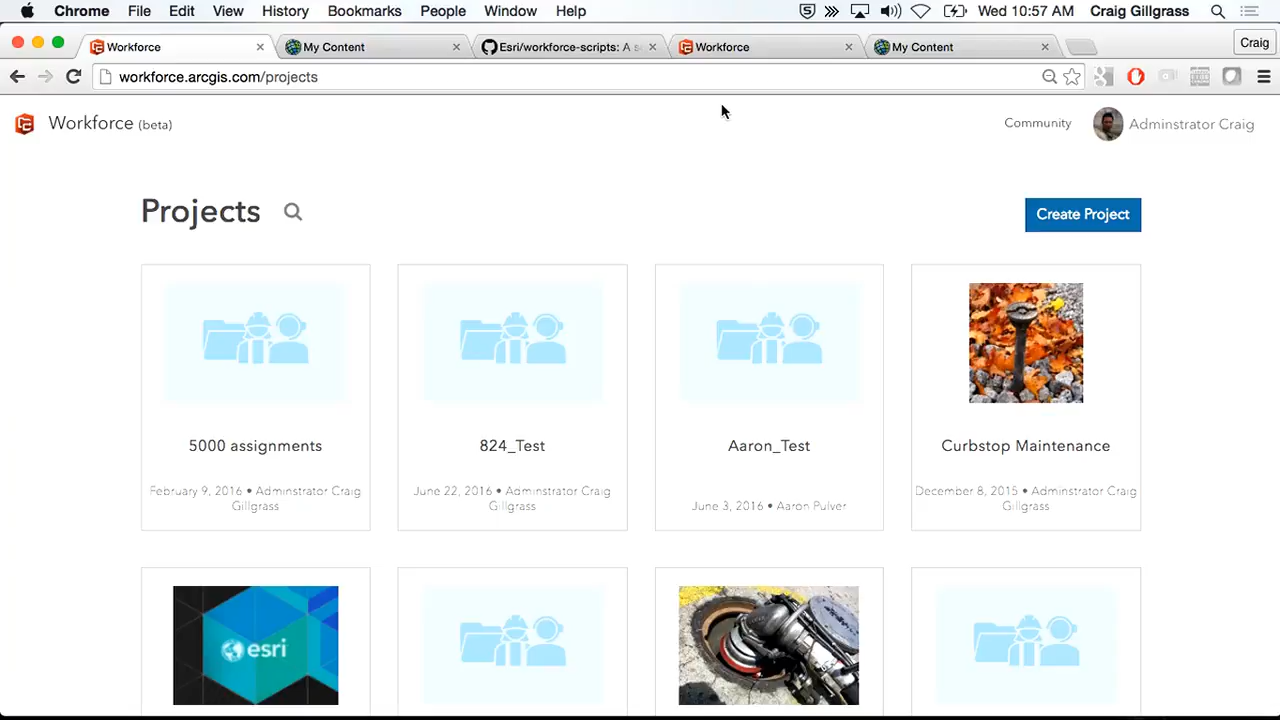 Chrome File Edit View History Bookmarks People Window Help Wed 10:57 AM Craig Gillgrass
Workforce My Content Esri/workforce-scripts: A s Workforce My Content Craig
workforce.arcgis.com/projects
Workforce (beta) Community Adminstrator Craig
Projects Create Project
5000 assignments 824_Test Aaron_Test Curbstop Maintenance
February 9, 2016 • Adminstrator Craig Gillgrass
June 22, 2016 • Adminstrator Craig Gillgrass
June 3, 2016 • Aaron Pulver
December 8, 2015 • Adminstrator Craig Gillgrass
esri